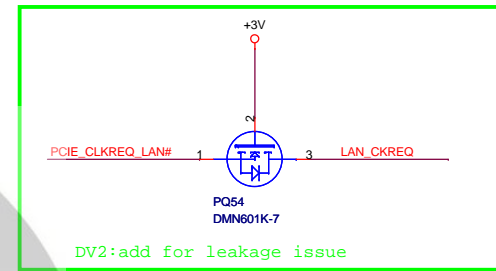 +3V
2
PCIE_CLKREQ_LAN#
1
3
LAN_CKREQ
PQ54
DMN601K-7
DV2:add for leakage issue